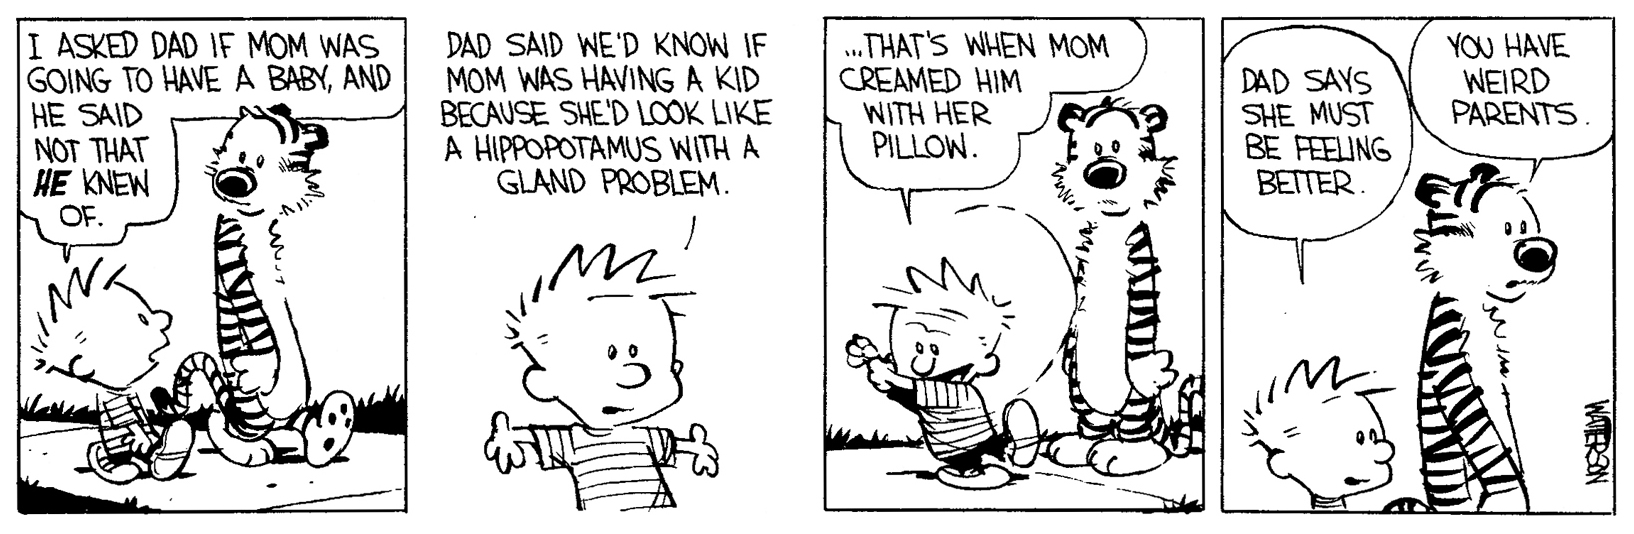 I ASKED DAD IF MOM WAS
GOING TO HAVE A BABY, AND
HE SAID
NOT THAT
HE KNEW
OF.
DAD SAID WE'D KNOW IF
MOM WAS HAVING A KID
BECAUSE SHE'D LOOK LIKE
A HIPPOPOTAMUS WITH A
GLAND PROBLEM.
...THAT'S WHEN MOM
CREAMED HIM
WITH HER
PILLOW.
DAD SAYS
SHE MUST
BE FEELING
BETTER.
YOU HAVE
WEIRD
PARENTS.
WATTERSON